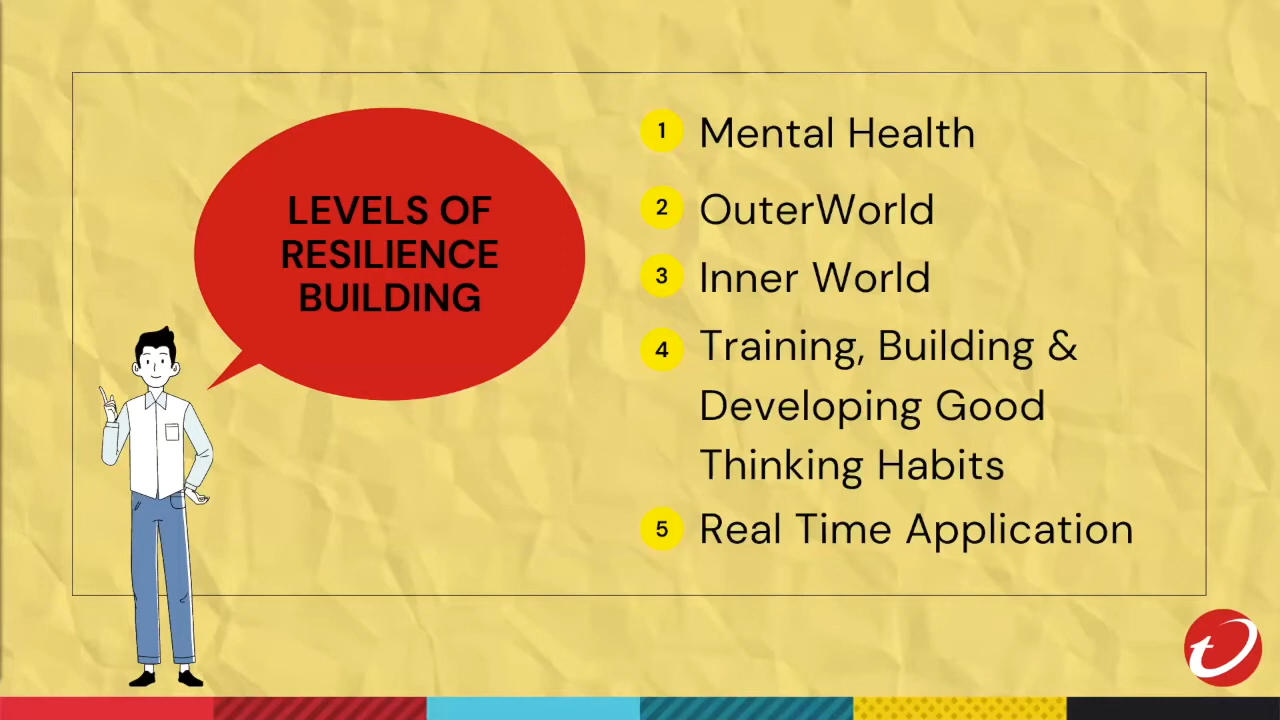 LEVELS OF
RESILIENCE
BUILDING
1 Mental Health
2 OuterWorld
3 Inner World
4 Training, Building &
Developing Good
Thinking Habits
5 Real Time Application